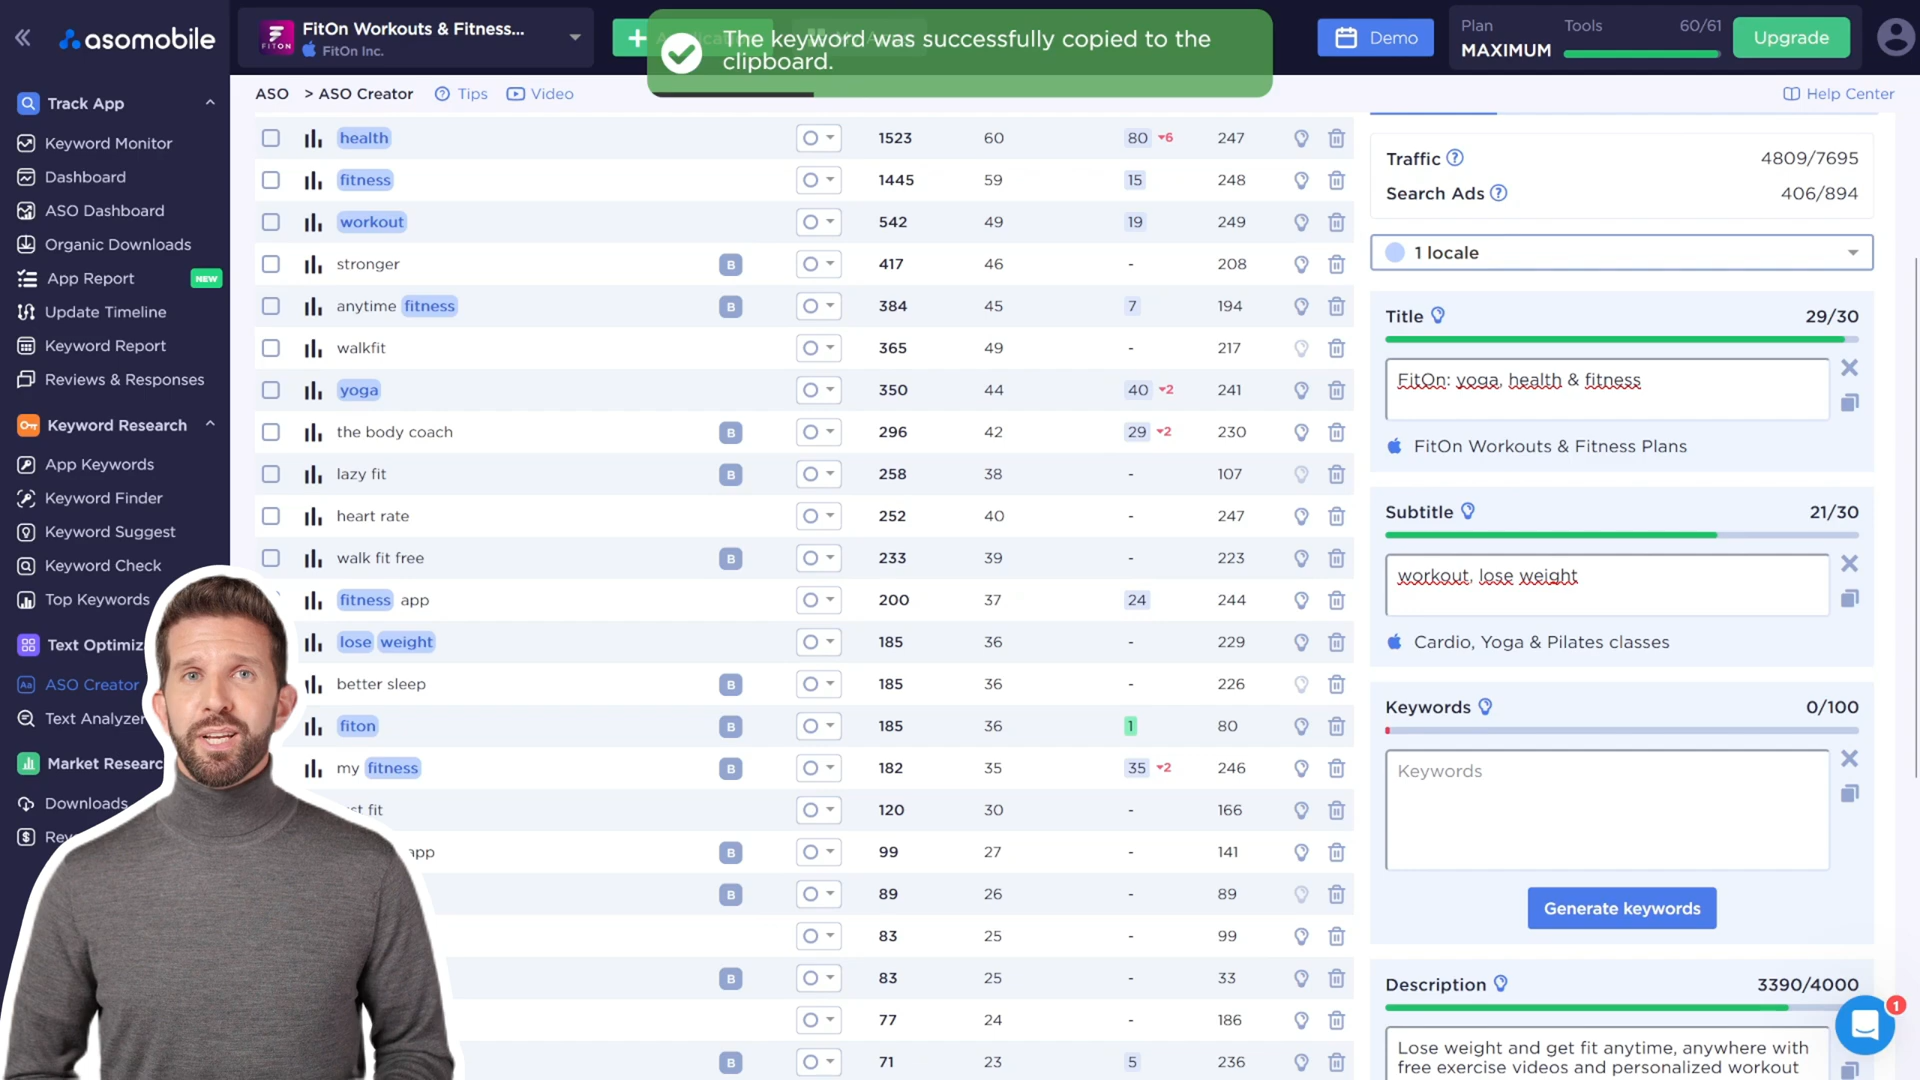 asomobile
FitOn Workouts & Fitness...
FitOn Inc.
FITON
The keyword was successfully copied to the
clipboard.
Demo
Plan
MAXIMUM
Tools
60/61
Upgrade
ASO > ASO Creator
Tips
Video
Help Center
Track App
Keyword Monitor
Dashboard
ASO Dashboard
Organic Downloads
App Report
NEW
Update Timeline
Keyword Report
Reviews & Responses
Keyword Research
App Keywords
Keyword Finder
Keyword Suggest
Keyword Check
Top Keywords
Text Optimiz
Aa ASO Creator
Text Analyzer
Market Researc
Downloads
health 1523 60 80 6 247
fitness 1445 59 15 248
workout 542 49 19 249
stronger B 417 46 - 208
anytime fitness B 384 45 7 194
walkfit 365 49 - 217
yoga 350 44 40 2 241
the body coach B 296 42 29 2 230
lazy fit B 258 38 - 107
heart rate 252 40 - 247
walk fit free B 233 39 - 223
fitness app 200 37 24 244
lose weight 185 36 - 229
better sleep B 185 36 - 226
fiton B 185 36 1 80
my fitness B 182 35 35 2 246
st fit 120 30 - 166
app B 99 27 - 141
B 89 26 - 89
83 25 - 99
B 83 25 - 33
77 24 - 186
B 71 23 5 236
Traffic 4809/7695
Search Ads 406/894
1 locale
Title 29/30
FitOn: yoga, health & fitness
FitOn Workouts & Fitness Plans
Subtitle 21/30
workout, lose weight
Cardio, Yoga & Pilates classes
Keywords 0/100
Keywords
Generate keywords
Description 3390/4000
Lose weight and get fit anytime, anywhere with
free exercise videos and personalized workout
1